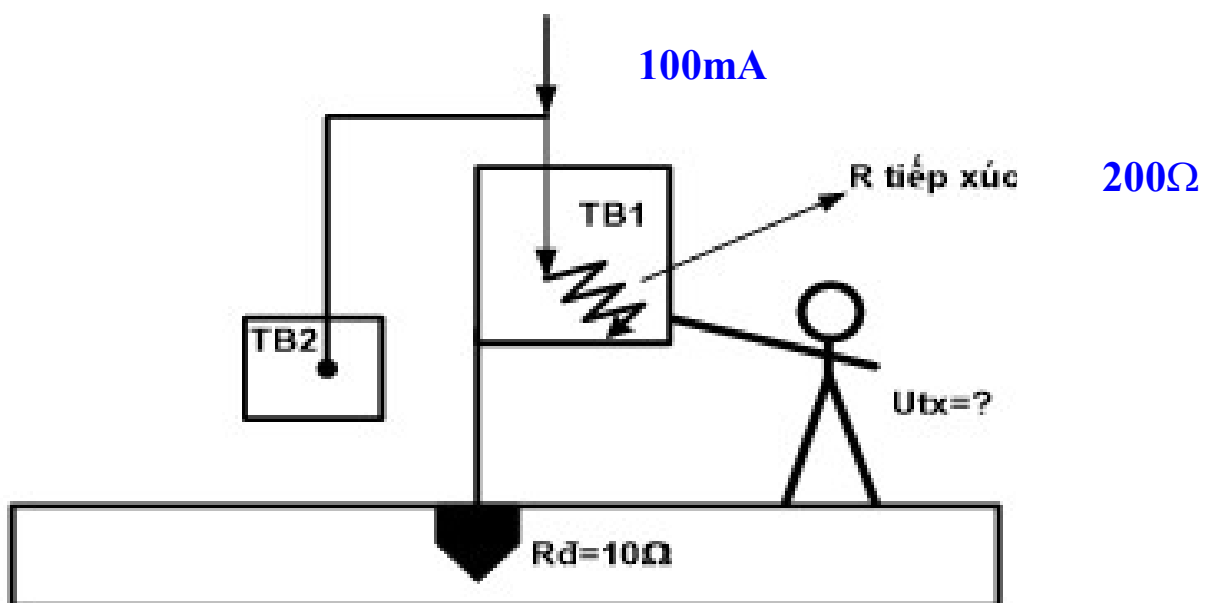 100mA
R tiếp xúc
200Ω
TB1
TB2
Utx=?
Rđ=10Ω